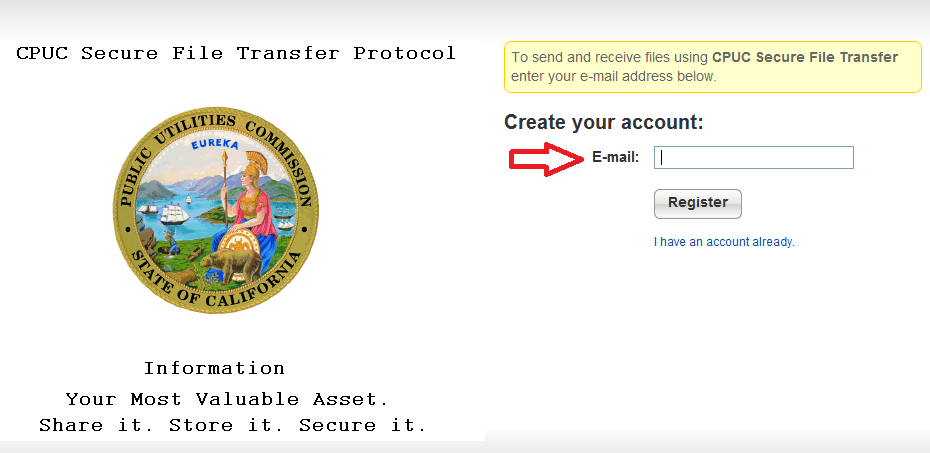 CPUC Secure File Transfer Protocol
PUBLIC UTILITIES COMMISSION
EUREKA
STATE OF CALIFORNIA
Information
Your Most Valuable Asset.
Share it. Store it. Secure it.
To send and receive files using CPUC Secure File Transfer
enter your e-mail address below.
Create your account:
E-mail:
Register
I have an account already.